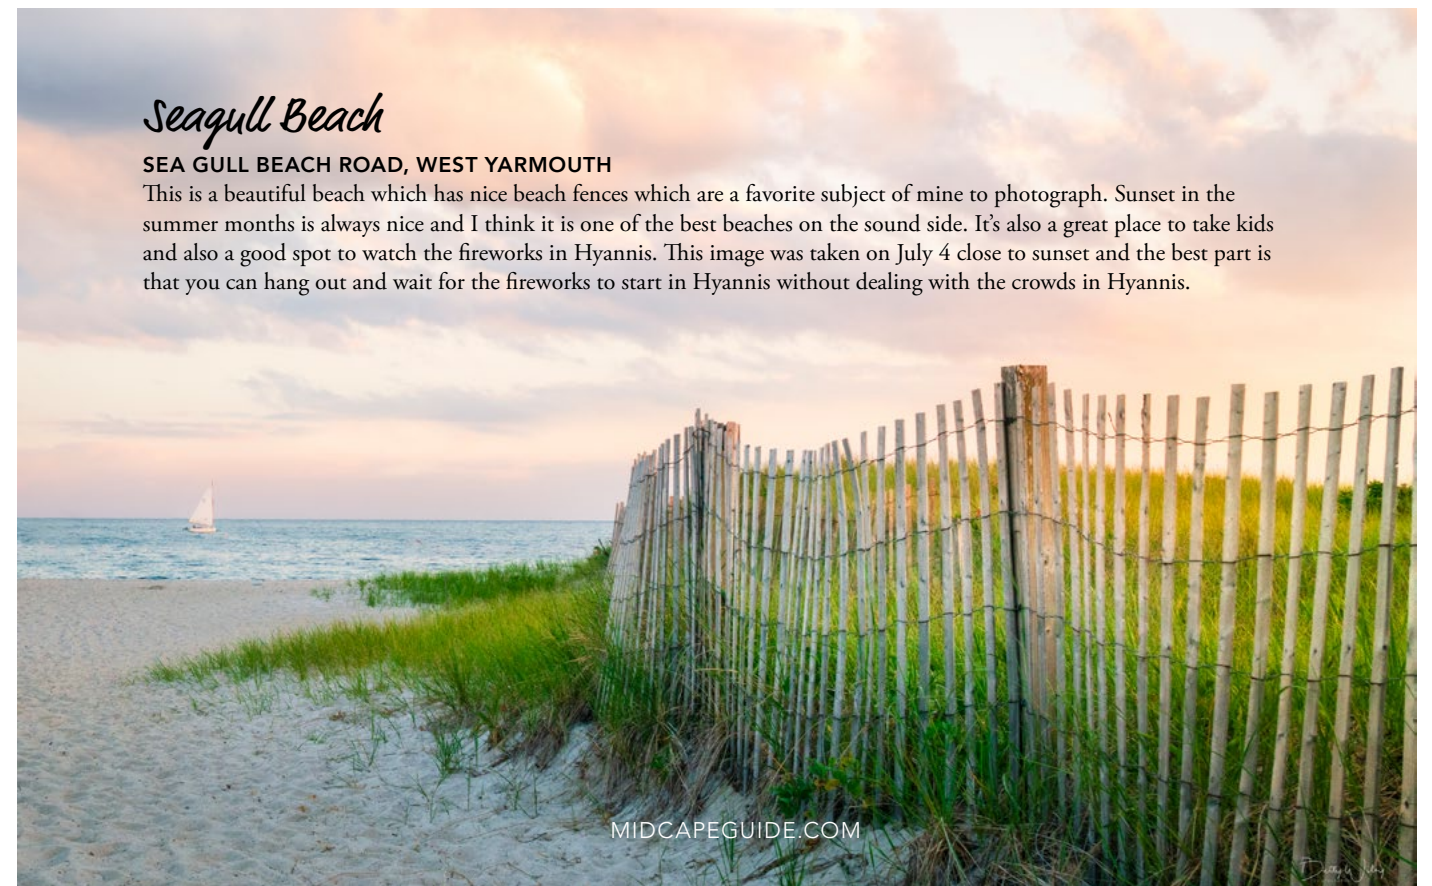 Seagull Beach
SEA GULL BEACH ROAD, WEST YARMOUTH
This is a beautiful beach which has nice beach fences which are a favorite subject of mine to photograph. Sunset in the
summer months is always nice and I think it is one of the best beaches on the sound side. It’s also a great place to take kids
and also a good spot to watch the fireworks in Hyannis. This image was taken on July 4 close to sunset and the best part is
that you can hang out and wait for the fireworks to start in Hyannis without dealing with the crowds in Hyannis.
MIDCAPEGUIDE.COM